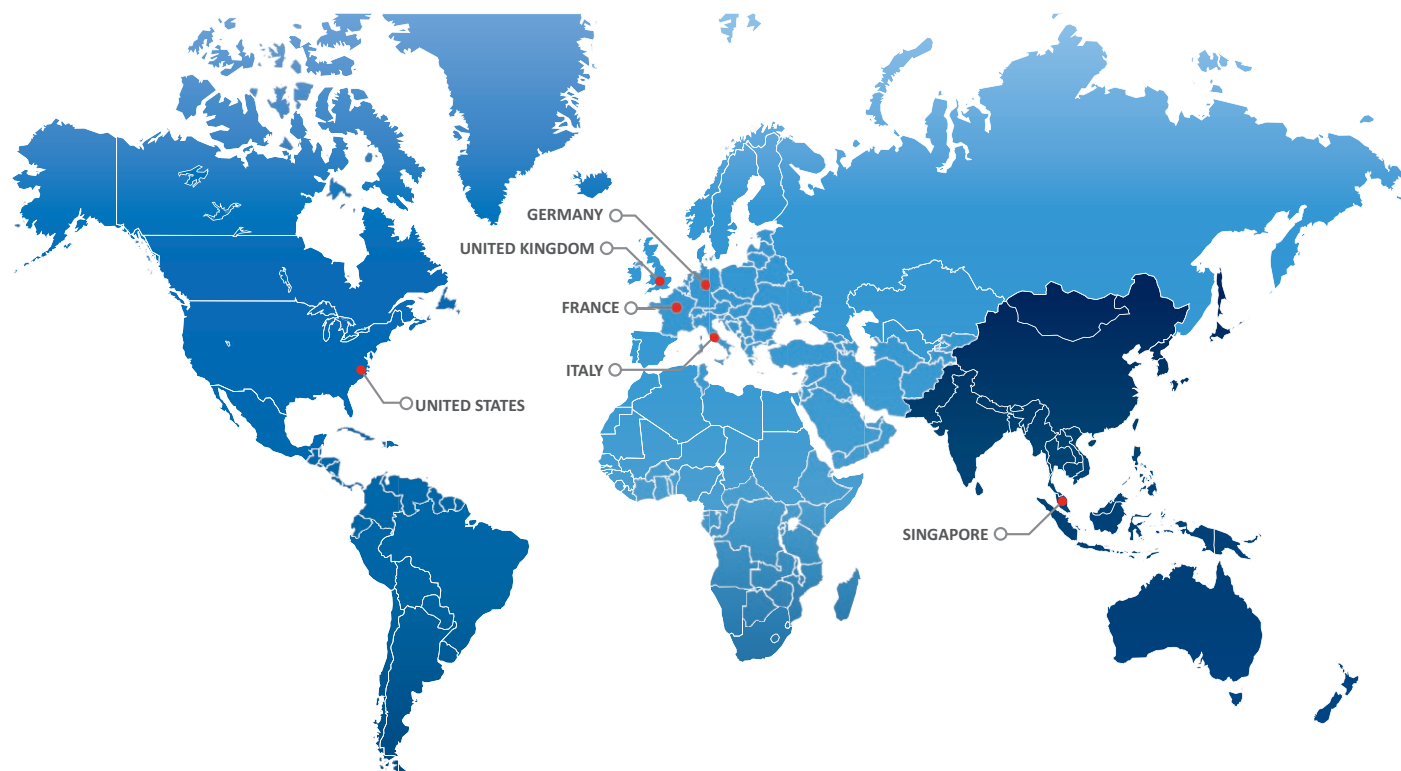 GERMANY
UNITED KINGDOM
FRANCE
ITALY
UNITED STATES
SINGAPORE